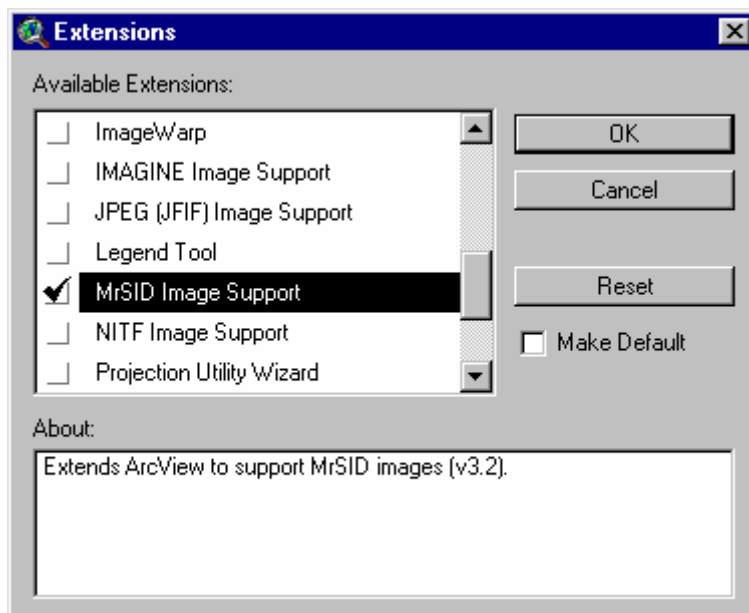 Extensions
Available Extensions:
ImageWarp
IMAGINE Image Support
JPEG (JFIF) Image Support
Legend Tool
MrSID Image Support
NITF Image Support
Projection Utility Wizard
OK
Cancel
Reset
Make Default
About:
Extends ArcView to support MrSID images (v3.2).